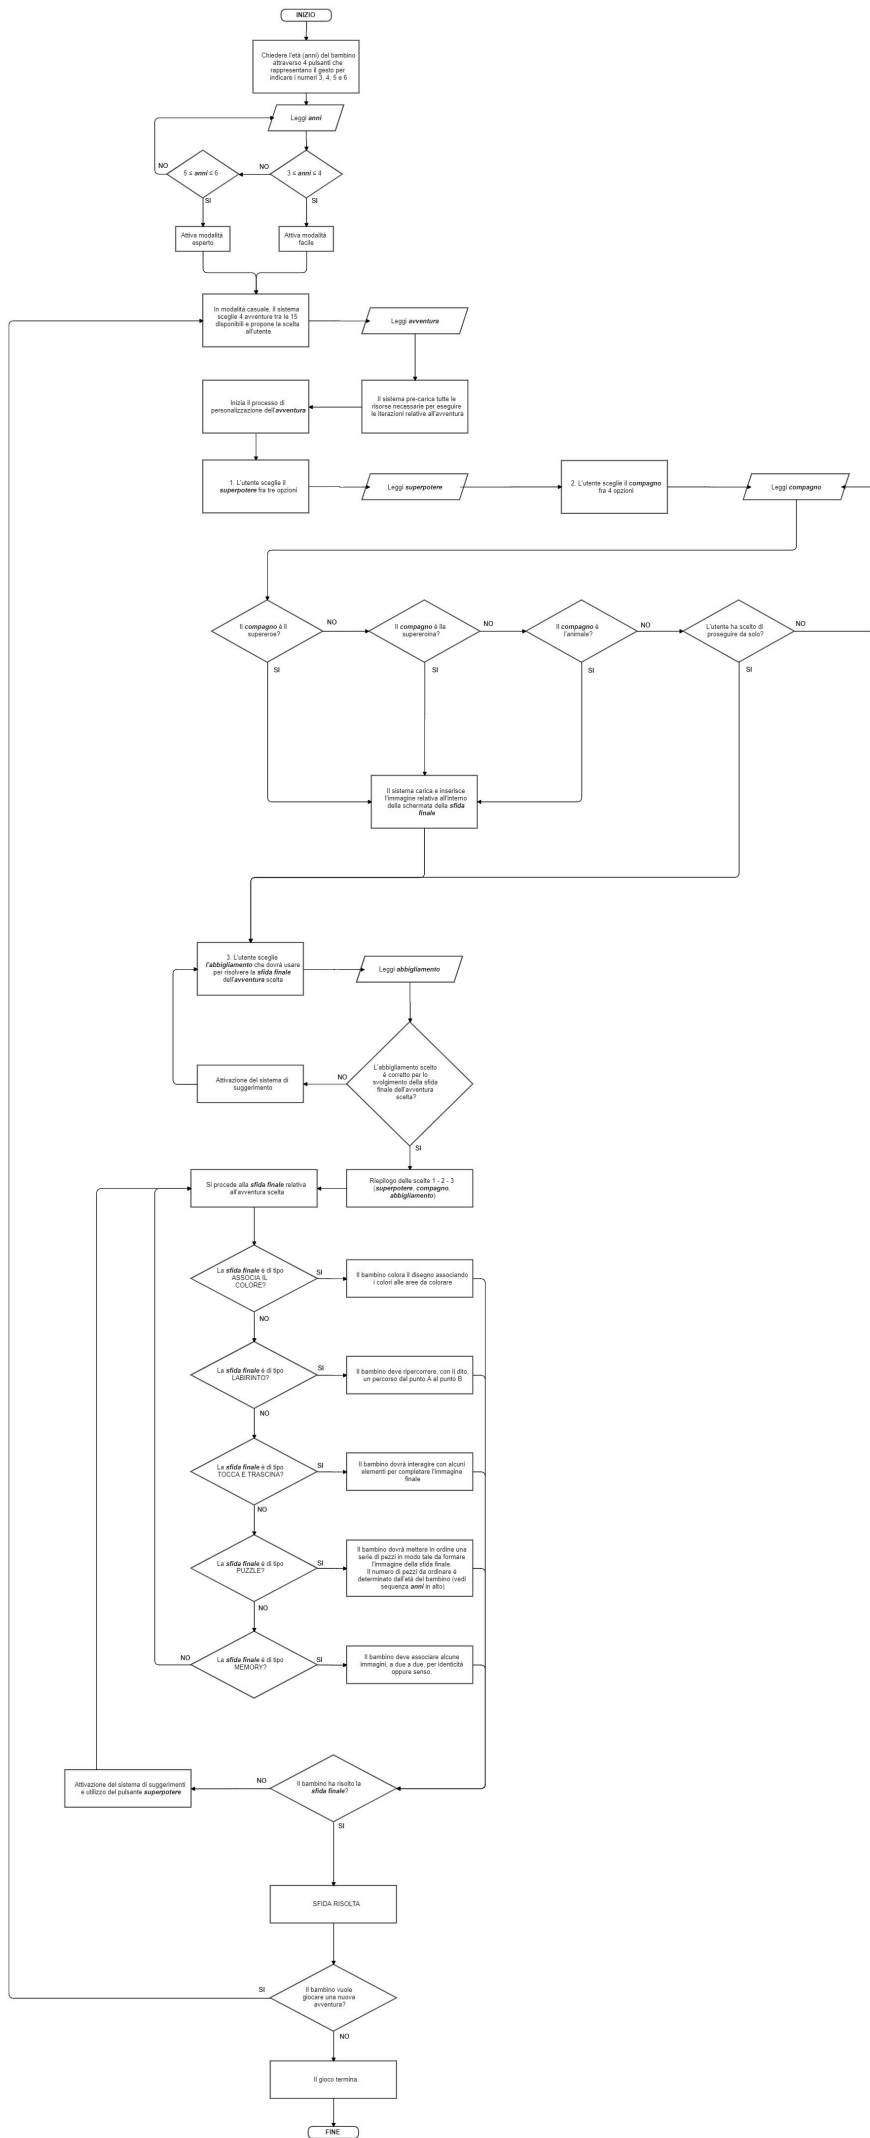 INIZIO
Chiedere l'età (anni) del bambino
attraverso 4 pulsanti che
rappresentano il gesto per
indicare i numeri 3, 4, 5 e 6
Leggi anni
NO
5 ≤ anni ≤ 6
NO
3 ≤ anni ≤ 4
SI
SI
Attiva modalità
esperto
Attiva modalità
facile
In modalità casuale, il sistema
sceglie 4 avventure tra le 15
disponibili e propone la scelta
all'utente
Leggi avventura
Inizia il processo di
personalizzazione dell'avventura
Il sistema pre-carica tutte le
risorse necessarie per eseguire
le iterazioni relative all'avventura
1. L'utente sceglie il
superpotere fra tre opzioni
Leggi superpotere
2. L'utente sceglie il compagno
fra 4 opzioni
Leggi compagno
Il compagno è il
supereroe?
NO
Il compagno è ila
supereroina?
NO
Il compagno è
l'animale?
NO
L'utente ha scelto di
proseguire da solo?
NO
SI
SI
SI
SI
Il sistema carica e inserisce
l'immagine relativa all'interno
della schermata della sfida
finale
3. L'utente sceglie
l'abbigliamento che dovrà usare
per risolvere la sfida finale
dell'avventura scelta
Leggi abbigliamento
L'abbigliamento scelto
è corretto per lo
svolgimento della sfida
finale dell'avventura
scelta?
NO
Attivazione del sistema di
suggerimento
SI
Si procede alla sfida finale relativa
all'avventura scelta
Riepilogo delle scelte 1 - 2 - 3
(superpotere, compagno,
abbigliamento)
La sfida finale è di tipo
ASSOCIA IL
COLORE?
SI
Il bambino colora il disegno associando
i colori alle aree da colorare
NO
La sfida finale è di tipo
LABIRINTO?
SI
Il bambino deve ripercorrere, con il dito,
un percorso dal punto A al punto B
NO
La sfida finale è di tipo
TOCCA E TRASCINA?
SI
Il bambino dovrà interagire con alcuni
elementi per completare l'immagine
finale
NO
La sfida finale è di tipo
PUZZLE?
SI
Il bambino dovrà mettere in ordine una
serie di pezzi in modo tale da formare
l'immagine della sfida finale.
Il numero di pezzi da ordinare è
determinato dall'età del bambino (vedi
sequenza anni in alto)
NO
NO
La sfida finale è di tipo
MEMORY?
SI
Il bambino deve associare alcune
immagini, a due a due, per identicità
oppure senso.
Attivazione del sistema di suggerimenti
e utilizzo del pulsante superpotere
NO
Il bambino ha risolto la
sfida finale?
SI
SFIDA RISOLTA
SI
Il bambino vuole
giocare una nuova
avventura?
NO
Il gioco termina.
FINE